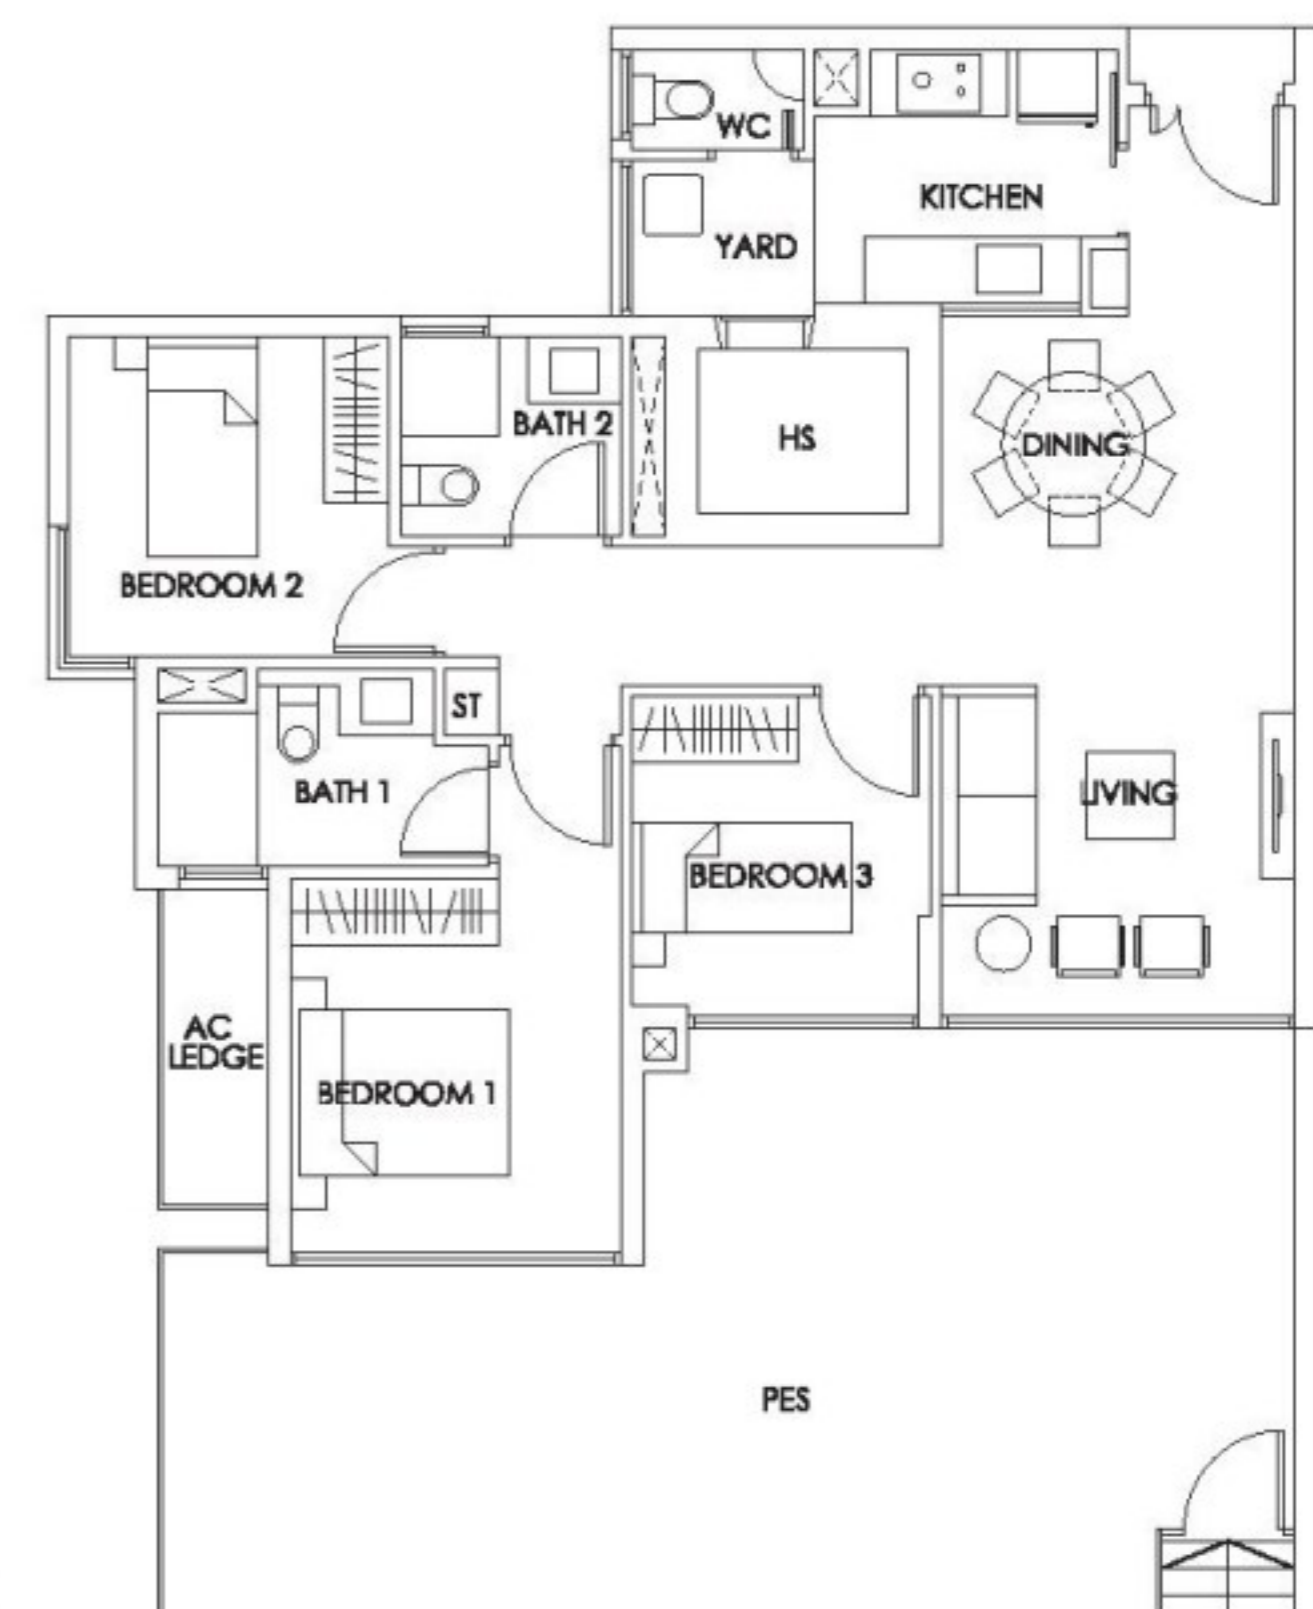 WC
KITCHEN
YARD
BATH 2
HS
DINING
BEDROOM 2
ST
BATH 1
LIVING
BEDROOM 3
AC
LEDGE
BEDROOM 1
PES